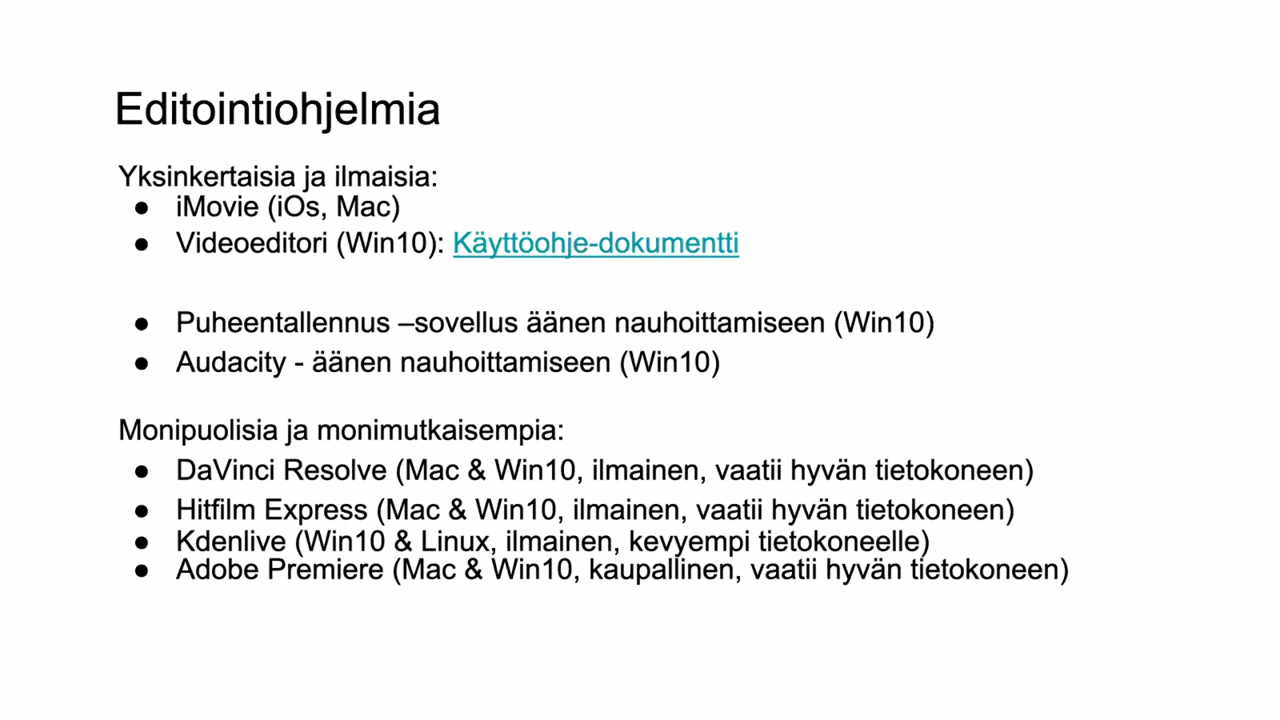 Editointiohjelmia
Yksinkertaisia ja ilmaisia:
● iMovie (iOs, Mac)
● Videoeditori (Win10): Käyttöohje-dokumentti
● Puheentallennus –sovellus äänen nauhoittamiseen (Win10)
● Audacity - äänen nauhoittamiseen (Win10)
Monipuolisia ja monimutkaisempia:
● DaVinci Resolve (Mac & Win10, ilmainen, vaatii hyvän tietokoneen)
● Hitfilm Express (Mac & Win10, ilmainen, vaatii hyvän tietokoneen)
● Kdenlive (Win10 & Linux, ilmainen, kevyempi tietokoneelle)
● Adobe Premiere (Mac & Win10, kaupallinen, vaatii hyvän tietokoneen)